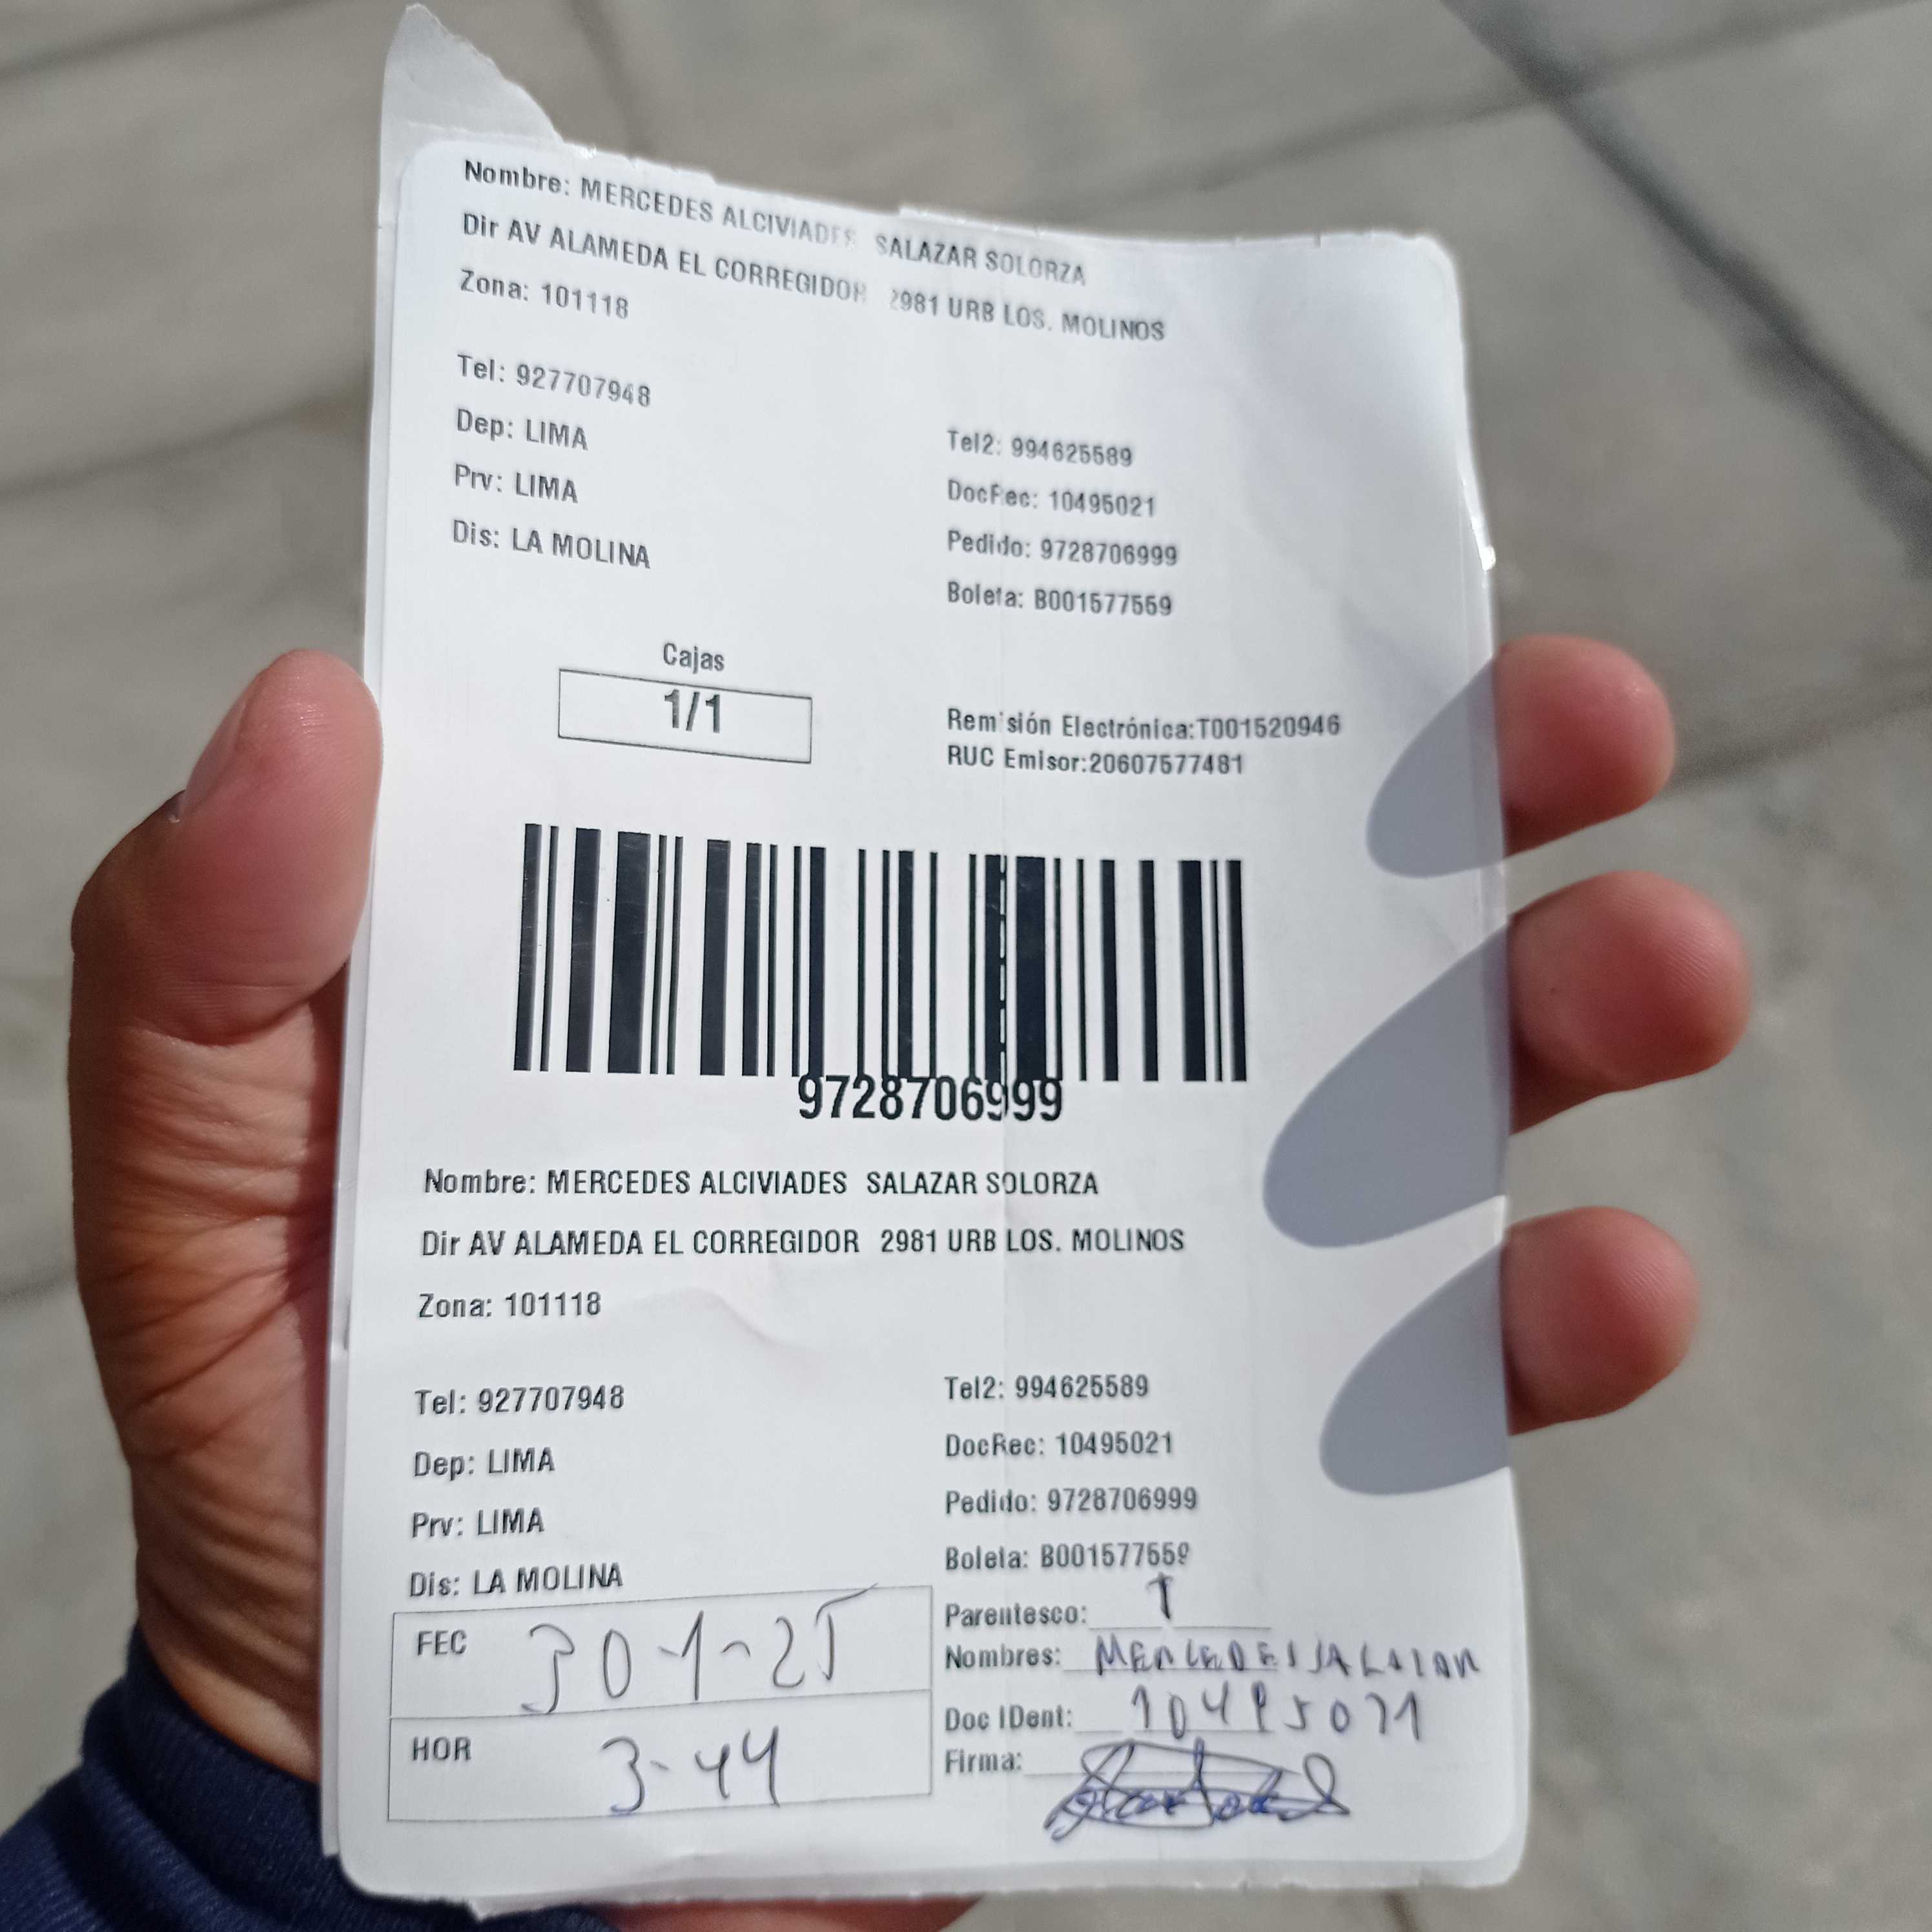 Nombre: MERCEDES ALCIVIADES SALAZAR SOLORZA
Dir AV ALAMEDA EL CORREGIDOR 2981 URB LOS. MOLINOS
Zona: 101118
Tel: 927707948
Dep: LIMA
Prv: LIMA
Dis: LA MOLINA
Tel2: 994625589
DocRec: 10495021
Pedido: 9728706999
Boleta: B001577559
Cajas
1/1
Remisión Electrónica:T001520946
RUC Emisor:20607577481
9728706999
Nombre: MERCEDES ALCIVIADES SALAZAR SOLORZA
Dir AV ALAMEDA EL CORREGIDOR 2981 URB LOS. MOLINOS
Zona: 101118
Tel: 927707948
Dep: LIMA
Prv: LIMA
Dis: LA MOLINA
Tel2: 994625589
DocRec: 10495021
Pedido: 9728706999
Boleta: B001577559
FEC 30-1-25
HOR 3-44
Parentesco: T
Nombres: MERCEDES SALAZAR
Doc IDent: 10495021
Firma: